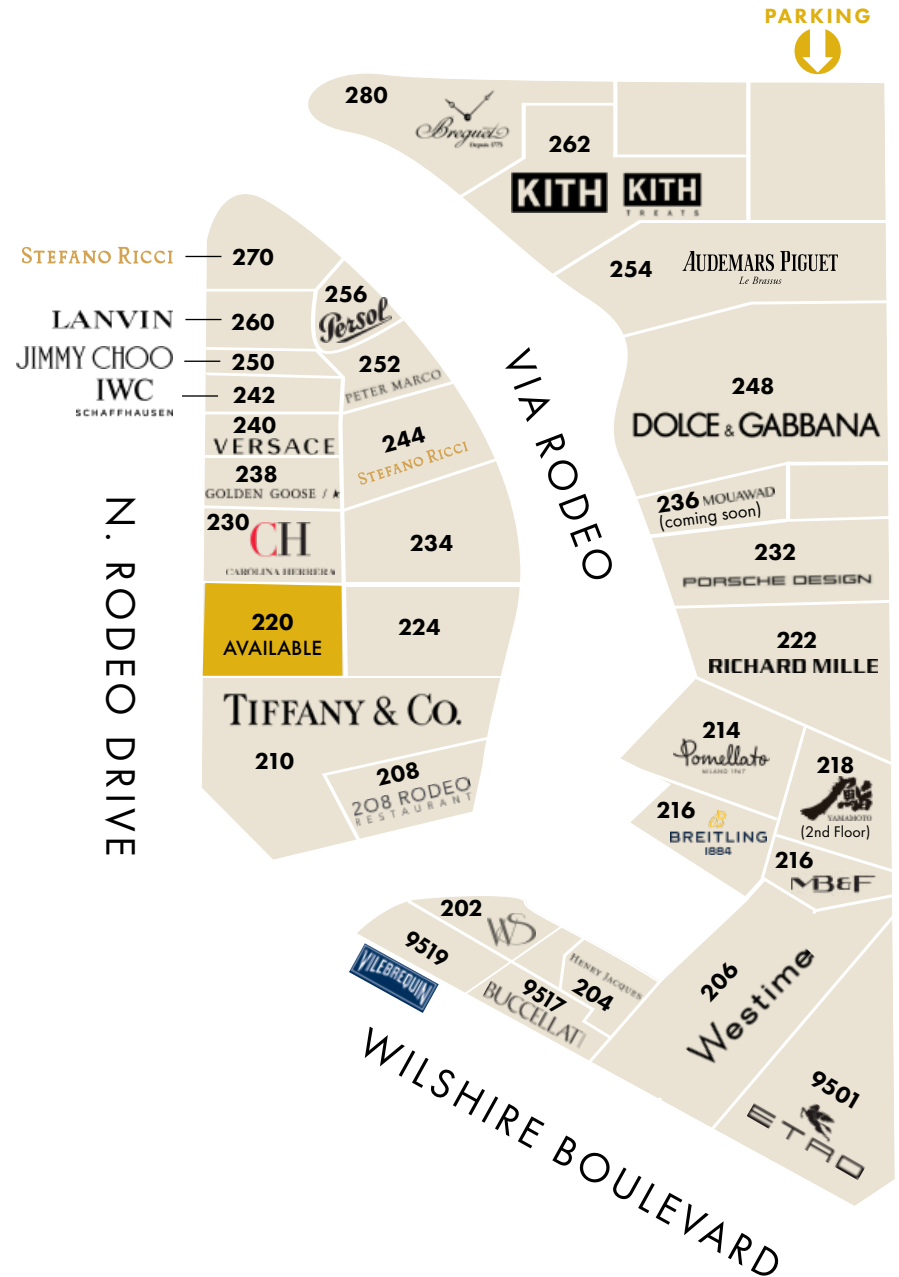 PARKING
280
Breguet
Depuis 1775
262
KITH
KITH
TREATS
STEFANO RICCI
270
254
AUDEMARS PIGUET
Le Brassus
256
Persol
LANVIN
260
JIMMY CHOO
250
252
PETER MARCO
IWC
SCHAFFHAUSEN
242
248
DOLCE & GABBANA
240
VERSACE
244
STEFANO RICCI
238
GOLDEN GOOSE /
236 MOUAWAD
(coming soon)
230
CH
CAROLINA HERRERA
234
VIA RODEO
232
PORSCHE DESIGN
N. RODEO DRIVE
220
AVAILABLE
224
222
RICHARD MILLE
TIFFANY & CO.
210
208
208 RODEO
RESTAURANT
214
Pomellato
MILANO 1967
218
鮨
YAMAMOTO
(2nd Floor)
216
B
BREITLING
1884
216
MB&F
202
WS
9519
VILEBREQUIN
HENRY JACQUES
204
9517
BUCCELLATI
206
Westime
9501
ETRO
WILSHIRE BOULEVARD